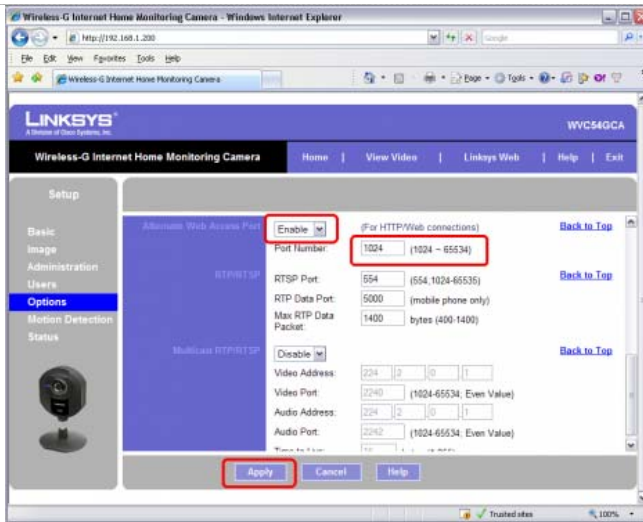 Wireless-G Internet Home Monitoring Camera - Windows Internet Explorer
http://192.168.1.200
Google
File Edit View Favorites Tools Help
Wireless-G Internet Home Monitoring Camera
Page Tools
LINKSYS®
A Division of Cisco Systems, Inc.
WVC54GCA
Wireless-G Internet Home Monitoring Camera
Home | View Video | Linksys Web | Help | Exit
Setup
Basic
Image
Administration
Users
Options
Motion Detection
Status
Alternate Web Access Port
Enable
(For HTTP/Web connections)
Back to Top
Port Number:
1024
(1024 ~ 65534)
RTP/RTSP
RTSP Port:
554
(554,1024-65535)
Back to Top
RTP Data Port:
5000
(mobile phone only)
Max RTP Data Packet:
1400
bytes (400-1400)
Multicast RTP/RTSP
Disable
Back to Top
Video Address:
224 2 0 1
Video Port:
2240
(1024-65534; Even Value)
Audio Address:
224 2 0 1
Audio Port:
2242
(1024-65534; Even Value)
Apply
Cancel
Help
Trusted sites
100%